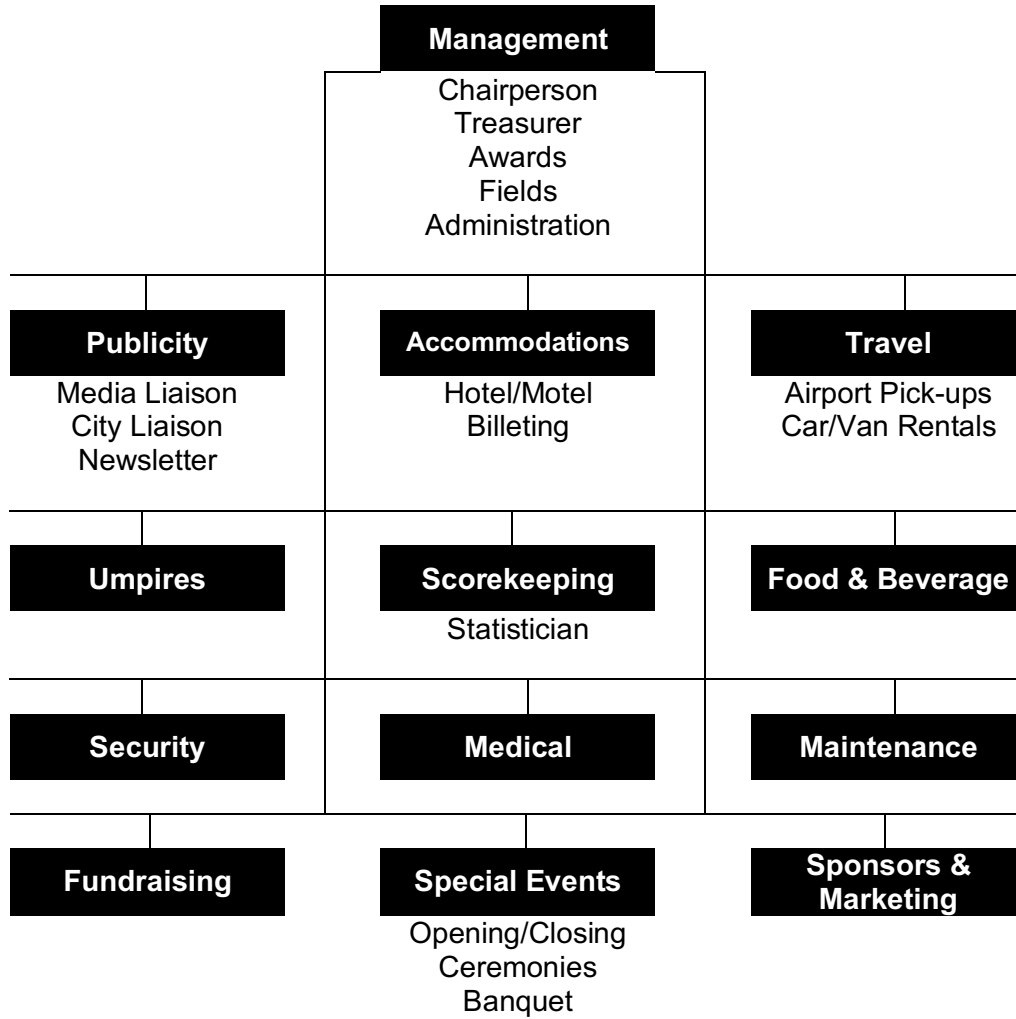 Management
Chairperson
Treasurer
Awards
Fields
Administration
Publicity
Media Liaison
City Liaison
Newsletter
Accommodations
Hotel/Motel
Billeting
Travel
Airport Pick-ups
Car/Van Rentals
Umpires
Scorekeeping
Statistician
Food & Beverage
Security
Medical
Maintenance
Fundraising
Special Events
Opening/Closing
Ceremonies
Banquet
Sponsors &
Marketing